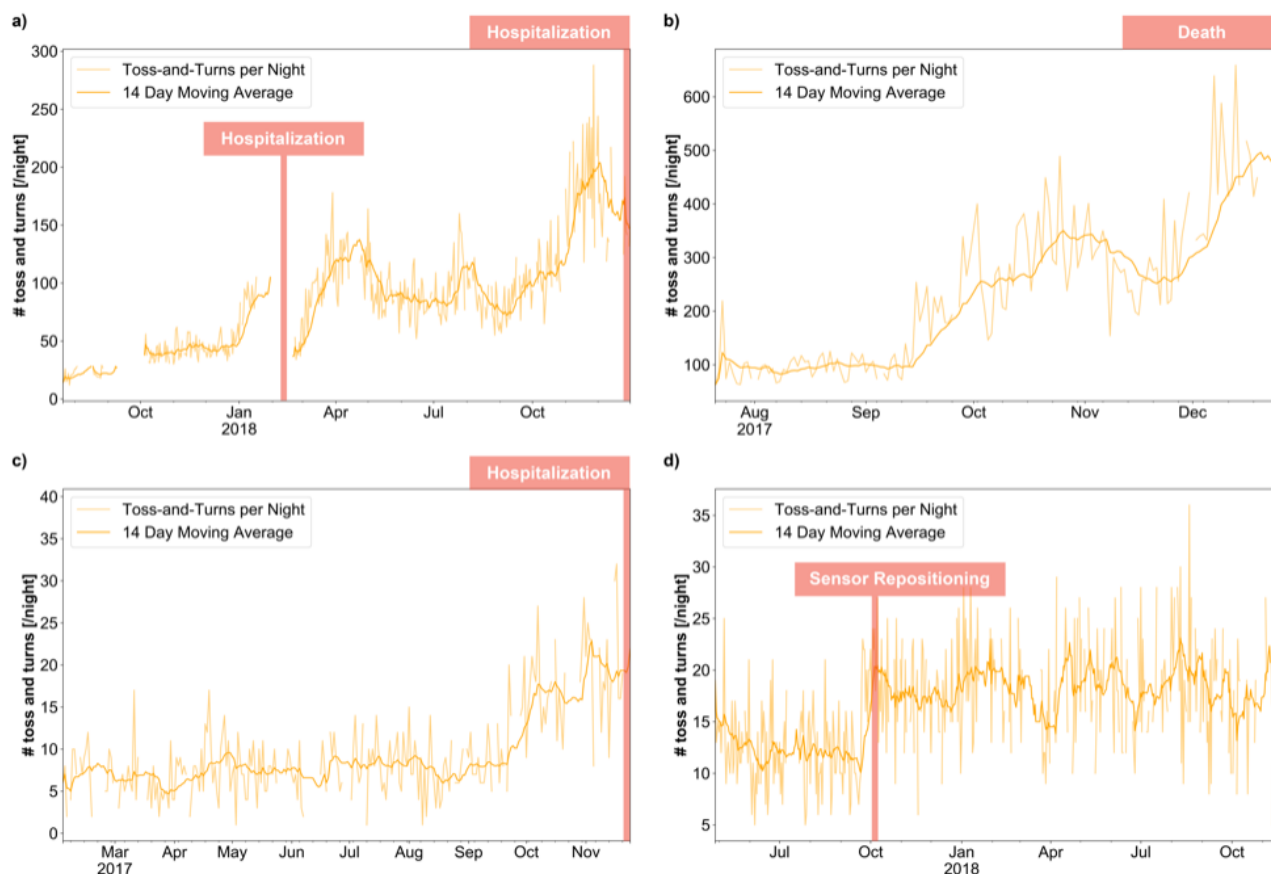 a)
Hospitalization
300
Toss-and-Turns per Night
14 Day Moving Average
250
Hospitalization
200
150
100
50
0
# toss and turns [/night]
Oct Jan Apr Jul Oct
2018
b)
Death
Toss-and-Turns per Night
14 Day Moving Average
600
500
400
300
200
100
# toss and turns [/night]
Aug Sep Oct Nov Dec
2017
c)
Hospitalization
40
Toss-and-Turns per Night
14 Day Moving Average
35
30
25
20
15
10
5
0
# toss and turns [/night]
Mar Apr May Jun Jul Aug Sep Oct Nov
2017
d)
Toss-and-Turns per Night
14 Day Moving Average
35
30
Sensor Repositioning
25
20
15
10
5
# toss and turns [/night]
Jul Oct Jan Apr Jul Oct
2018